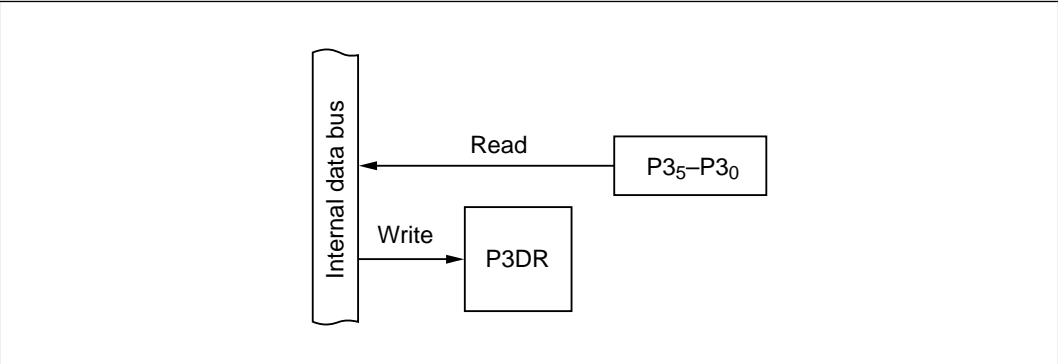 Internal data bus
Read
P3₅–P3₀
Write
P3DR